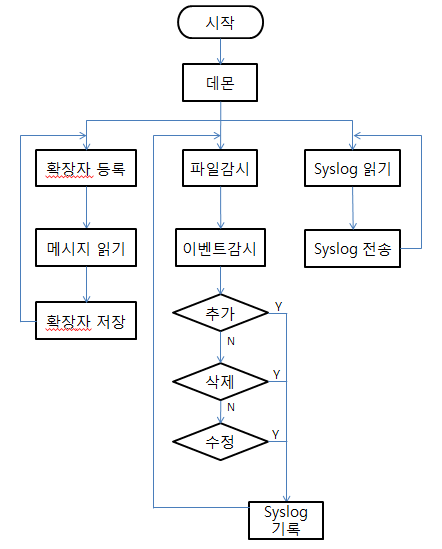 시작
데몬
확장자 등록
파일감시
Syslog 읽기
메시지 읽기
이벤트감시
Syslog 전송
확장자 저장
추가
Y
N
삭제
Y
N
수정
Y
Syslog
기록